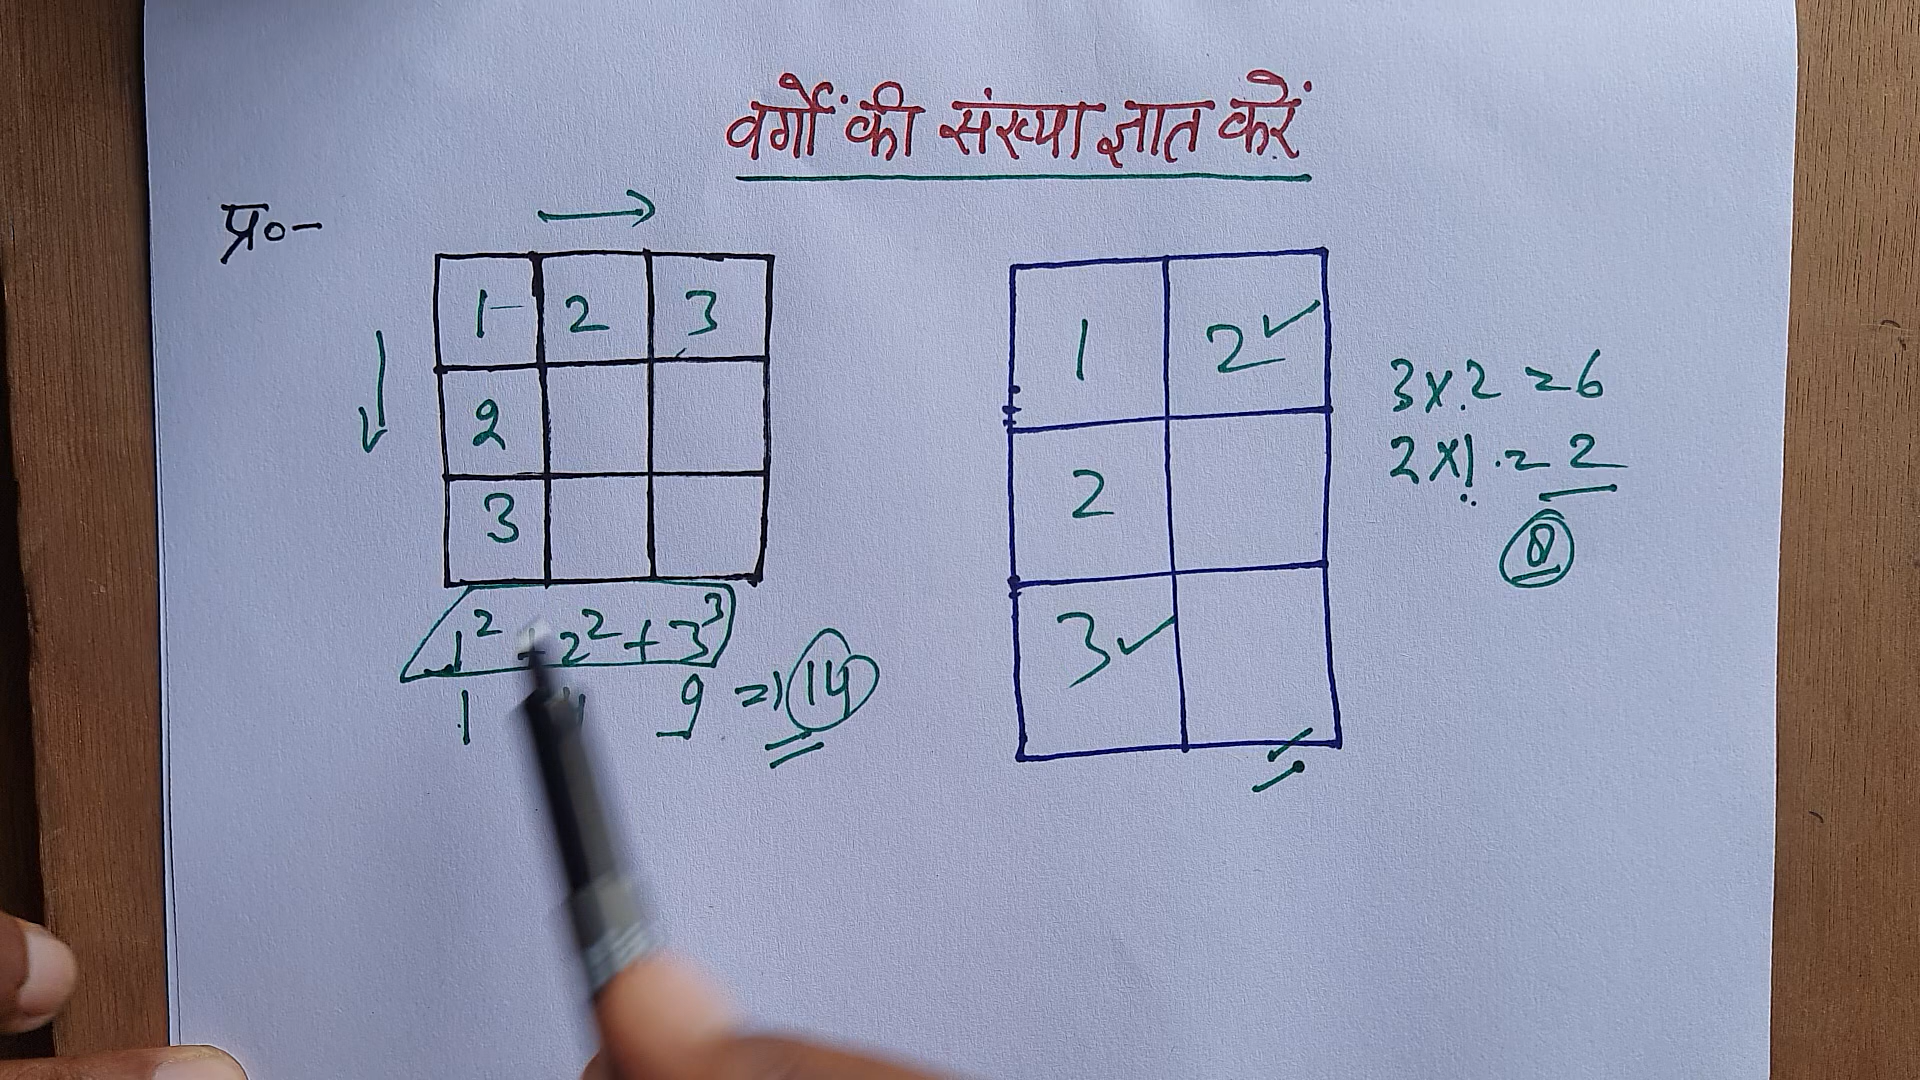 वर्गों की संख्या ज्ञात करें
प्र०-
1 2 3
2
3
1² + 2² + 3³
1 9 => 14
1 2
2
3
3x2 = 6
2x1 = 2
8